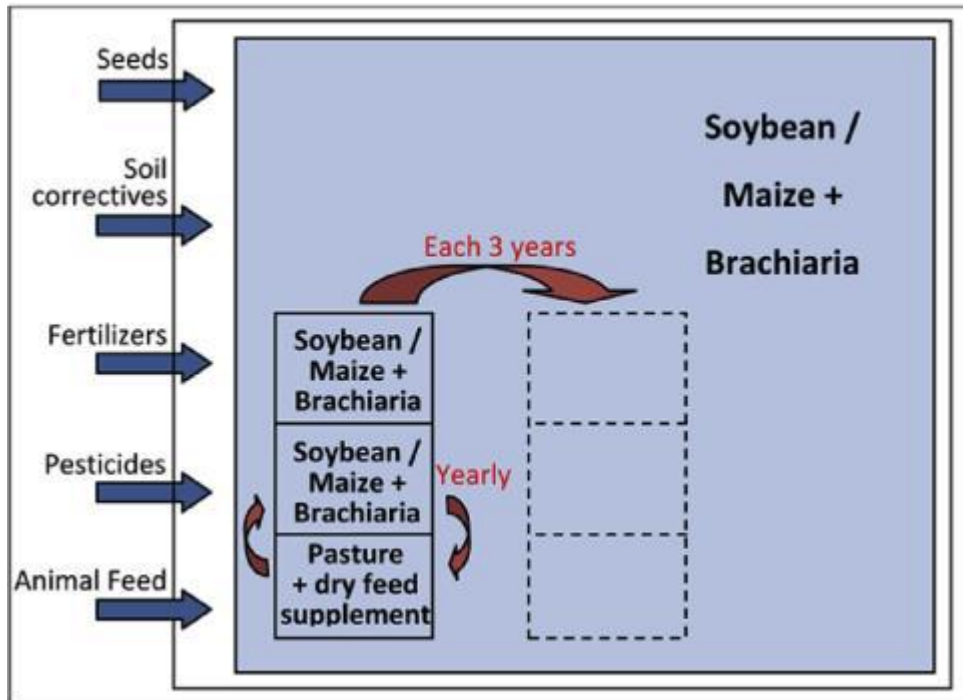 Seeds
Soil
correctives
Fertilizers
Pesticides
Animal Feed
Soybean /
Maize +
Brachiaria
Each 3 years
Soybean /
Maize +
Brachiaria
Soybean /
Maize +
Brachiaria
Yearly
Pasture
+ dry feed
supplement